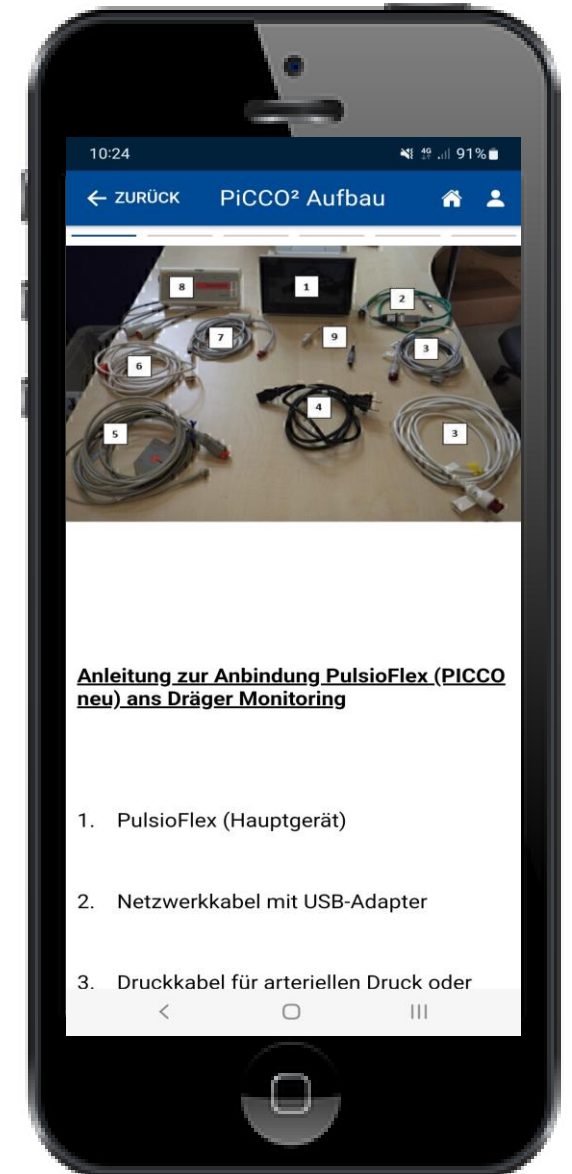 10:24 4G 91%
← ZURÜCK PiCCO² Aufbau
8
1
2
7
9
3
6
4
5
3
Anleitung zur Anbindung PulsioFlex (PICCO
neu) ans Dräger Monitoring
1. PulsioFlex (Hauptgerät)
2. Netzwerkkabel mit USB-Adapter
3. Druckkabel für arteriellen Druck oder